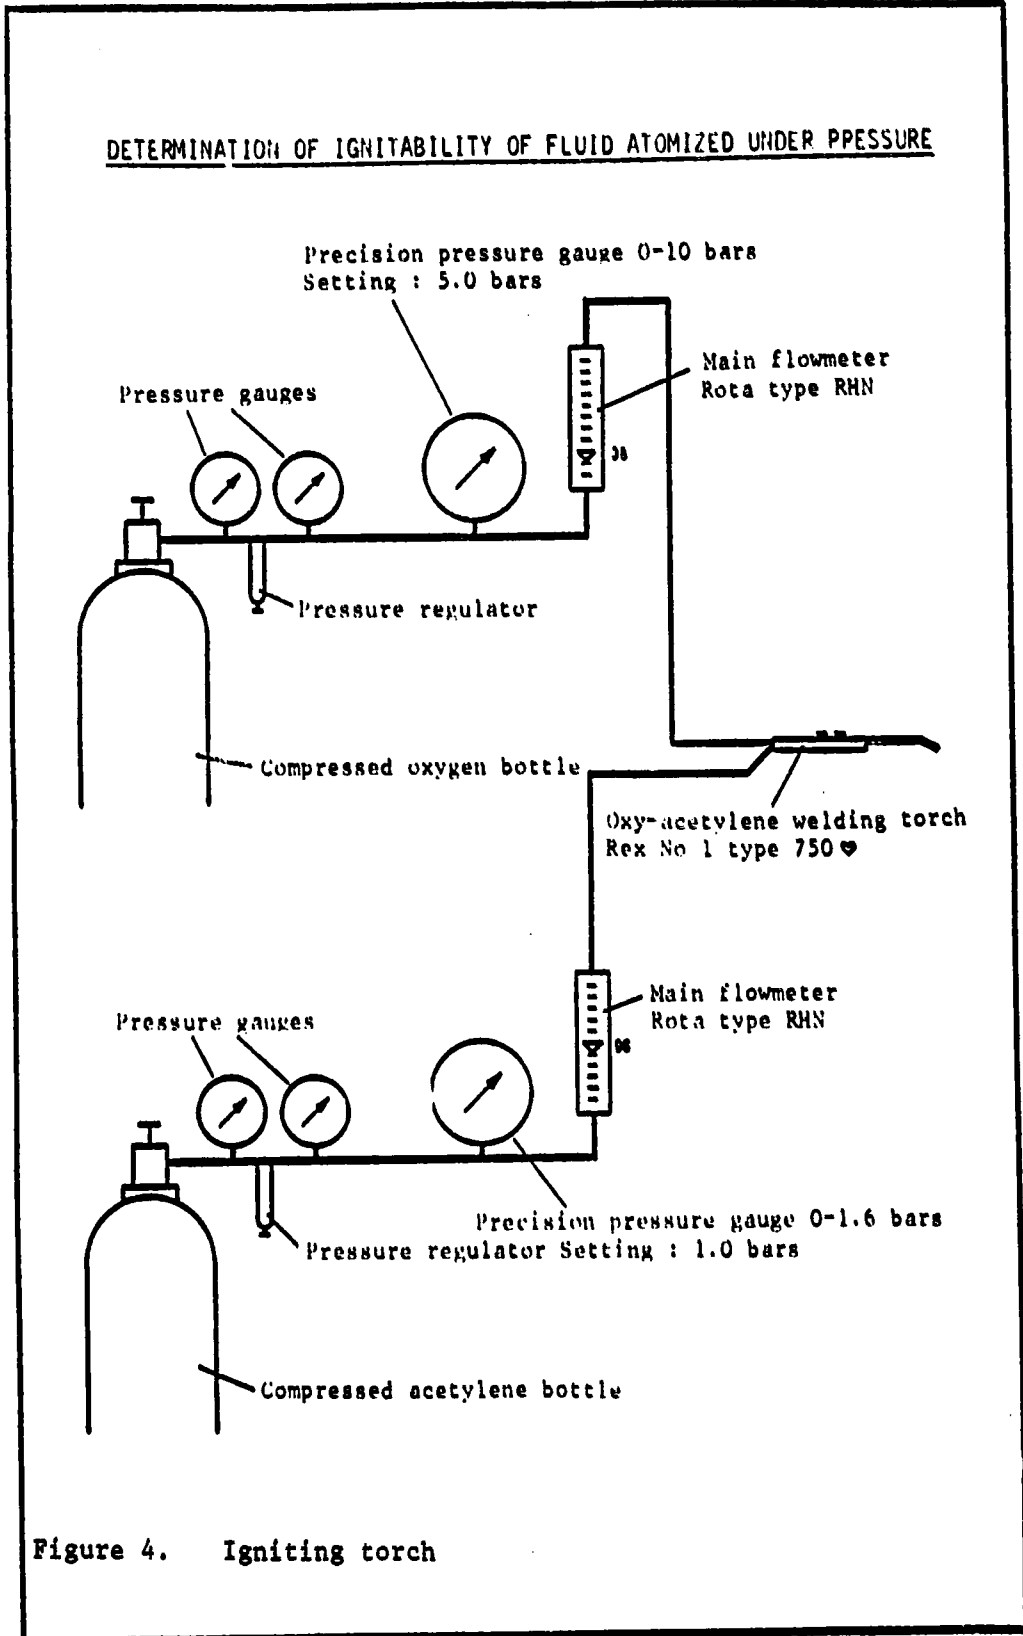 DETERMINATION OF IGNITABILITY OF FLUID ATOMIZED UNDER PPESSURE
Precision pressure gauge 0-10 bars
Setting : 5.0 bars
Main flowmeter
Rota type RHN
Pressure gauges
Pressure regulator
Compressed oxygen bottle
Oxy-acetylene welding torch
Rex No 1 type 750
Main flowmeter
Rota type RHN
Pressure gauges
Precision pressure gauge 0-1.6 bars
Pressure regulator Setting : 1.0 bars
Compressed acetylene bottle
Figure 4. Igniting torch